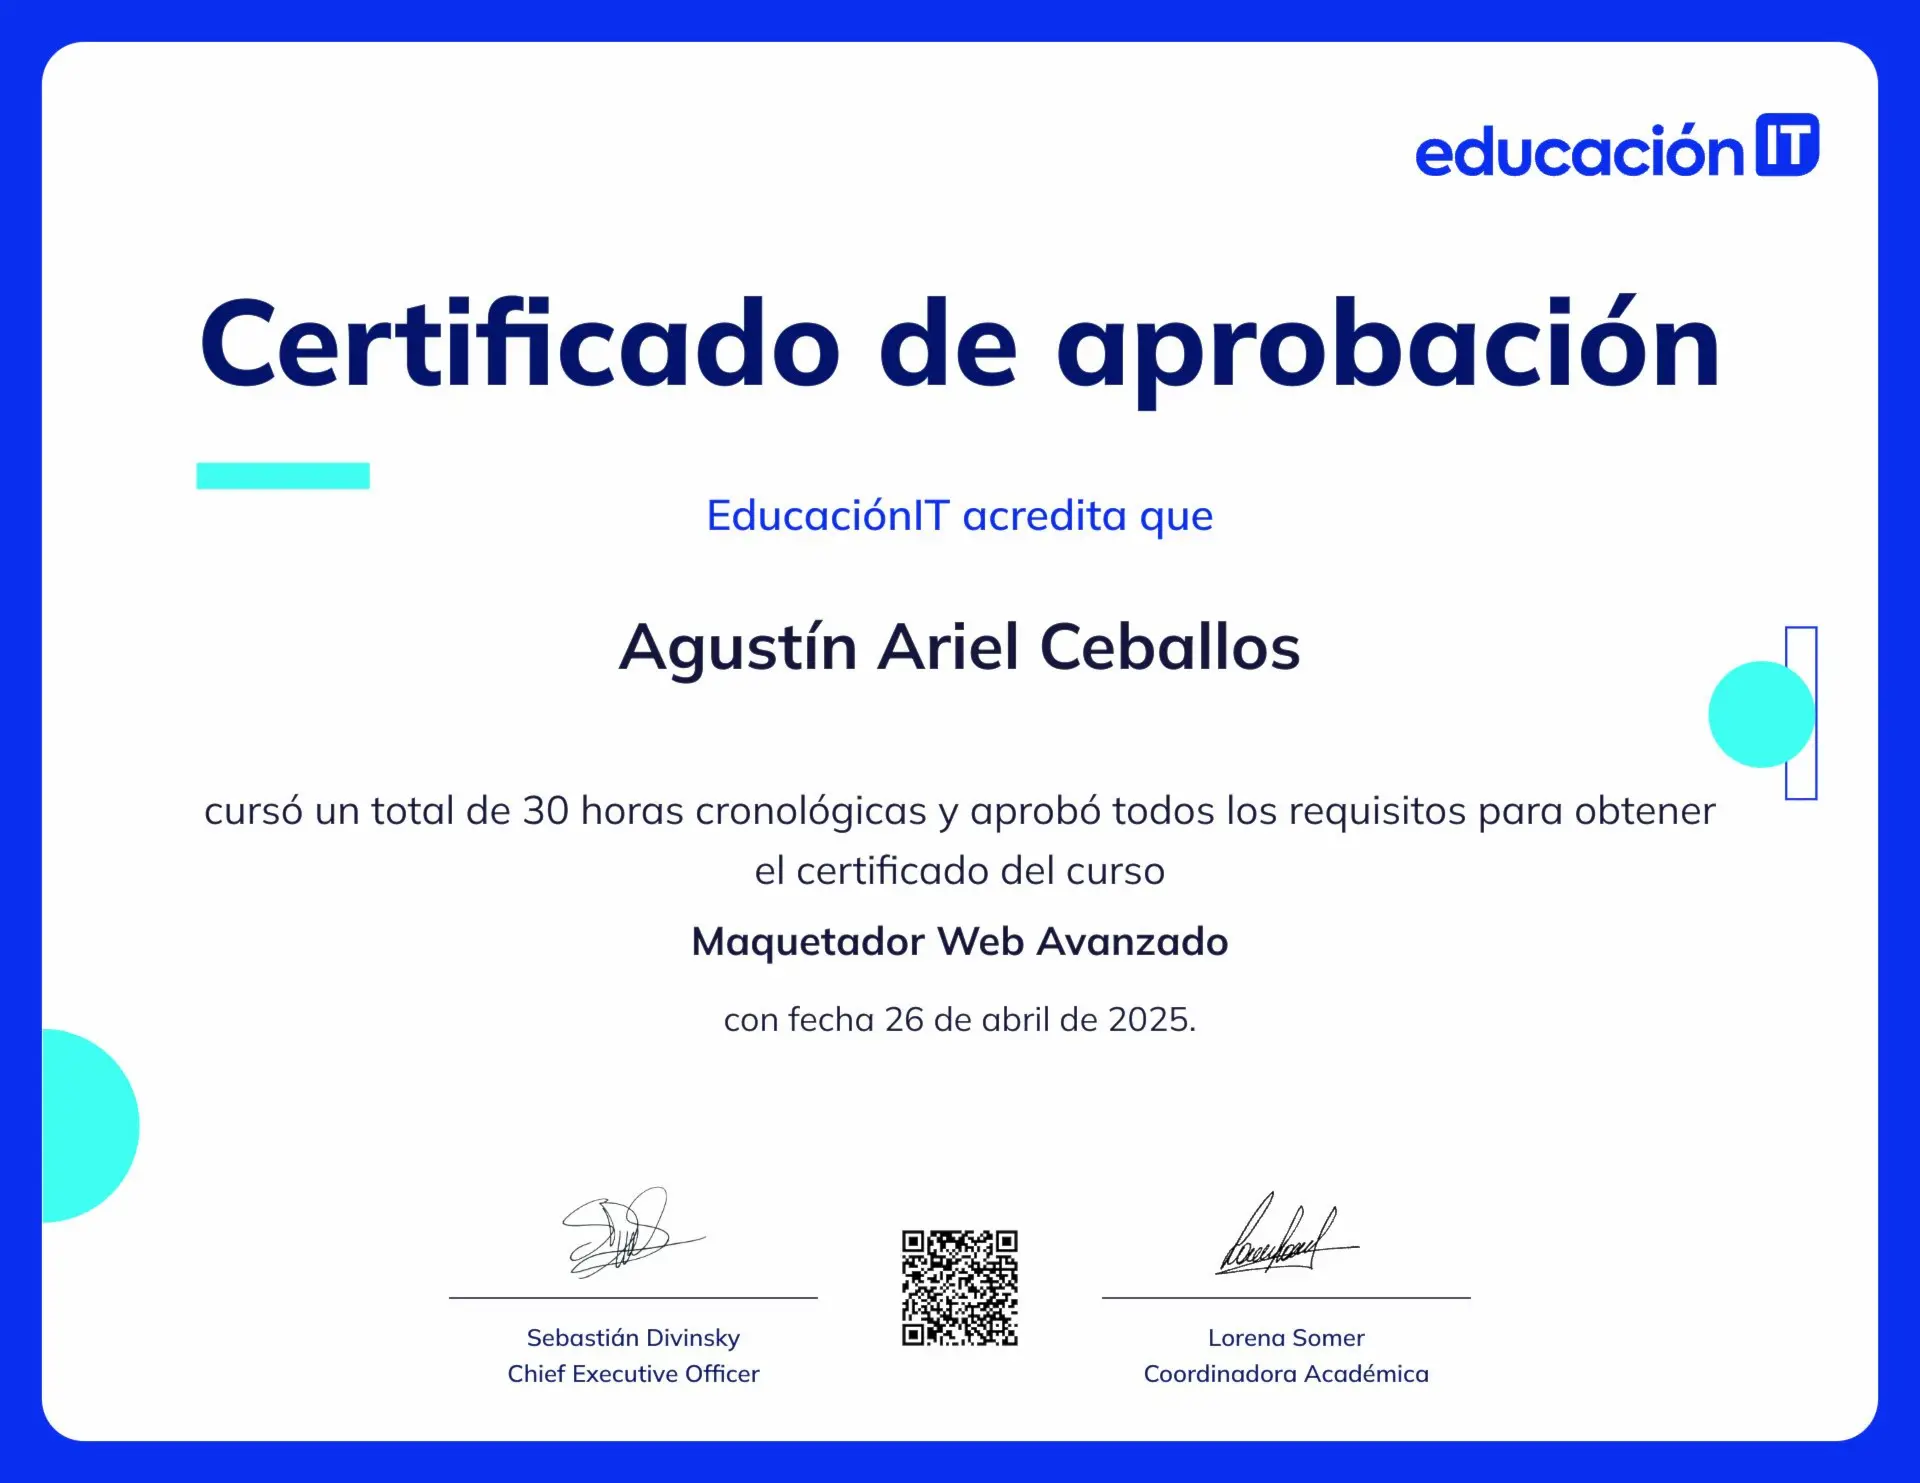 educación IT
Certificado de aprobación
EducaciónIT acredita que
Agustín Ariel Ceballos
cursó un total de 30 horas cronológicas y aprobó todos los requisitos para obtener
el certificado del curso
Maquetador Web Avanzado
con fecha 26 de abril de 2025.
Sebastián Divinsky
Chief Executive Officer
Lorena Somer
Coordinadora Académica